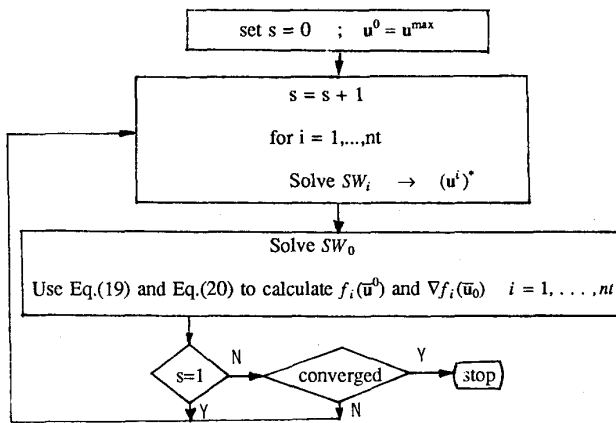 set s = 0 ; u⁰ = uᵐᵃˣ
s = s + 1
for i = 1,...,nt
Solve SWᵢ → (uⁱ)*
Solve SW₀
Use Eq.(19) and Eq.(20) to calculate fᵢ(ū⁰) and ∇fᵢ(ū₀) i = 1, . . . ,nt
s=1
N
converged
Y
stop
Y
N